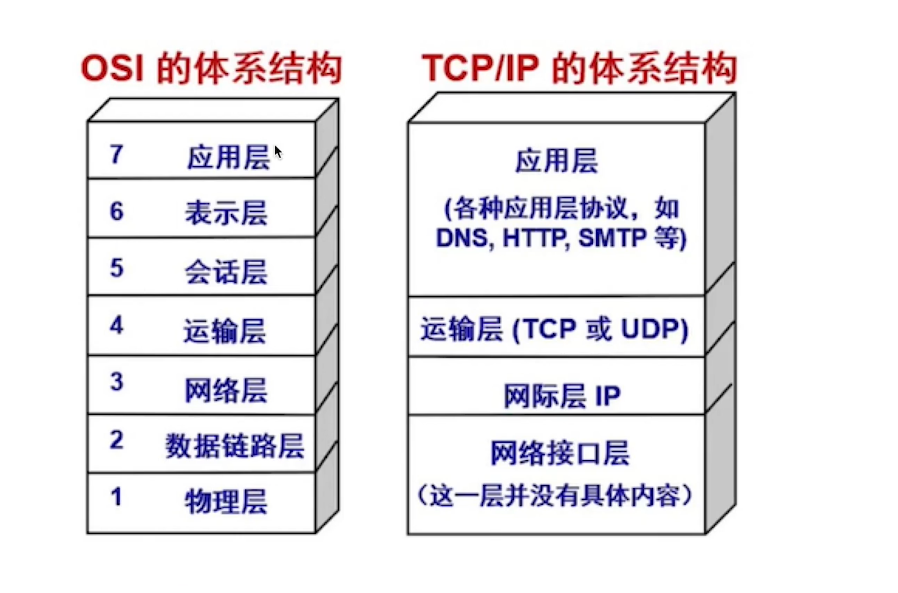 OSI 的体系结构
7 应用层
6 表示层
5 会话层
4 运输层
3 网络层
2 数据链路层
1 物理层
TCP/IP 的体系结构
应用层
(各种应用层协议，如
DNS, HTTP, SMTP 等)
运输层 (TCP 或 UDP)
网际层 IP
网络接口层
（这一层并没有具体内容）